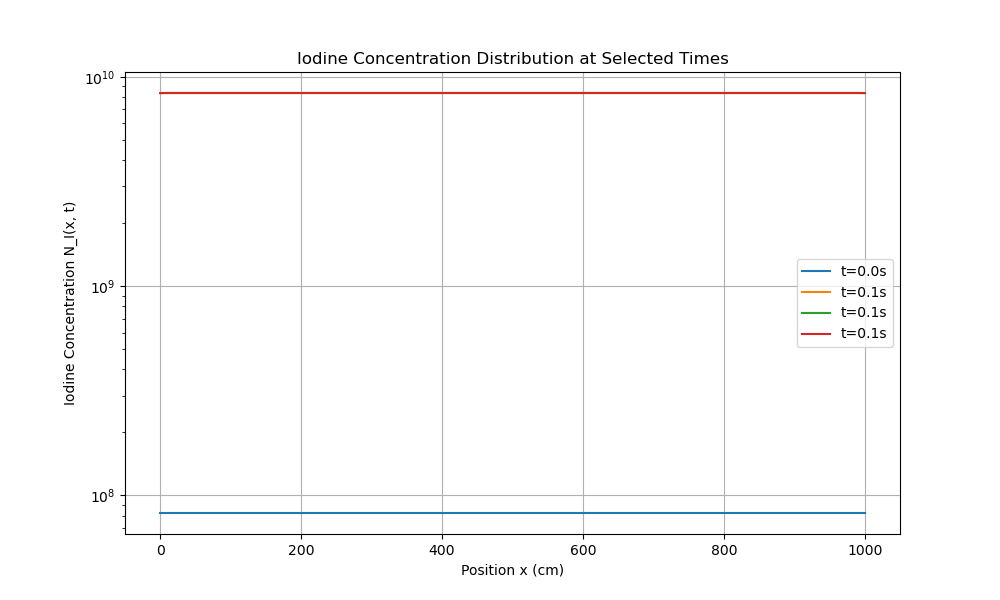 Iodine Concentration Distribution at Selected Times
10¹⁰
10⁹
10⁸
Iodine Concentration N_I(x, t)
t=0.0s
t=0.1s
t=0.1s
t=0.1s
0 200 400 600 800 1000
Position x (cm)